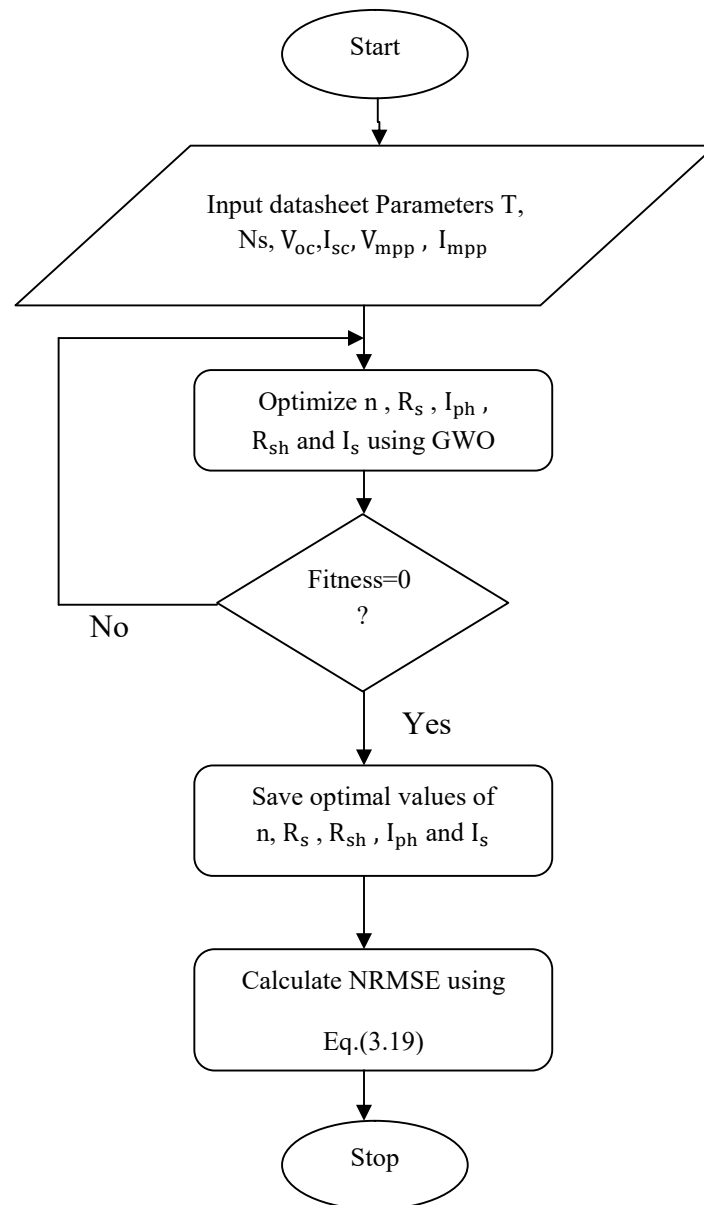 Start
Input datasheet Parameters T,
Ns, Vₒc,Isc, Vmpp , Impp
Optimize n , Rs , Iph ,
Rsh and Is using GWO
Fitness=0
?
No
Yes
Save optimal values of
n, Rs , Rsh , Iph and Is
Calculate NRMSE using
Eq.(3.19)
Stop